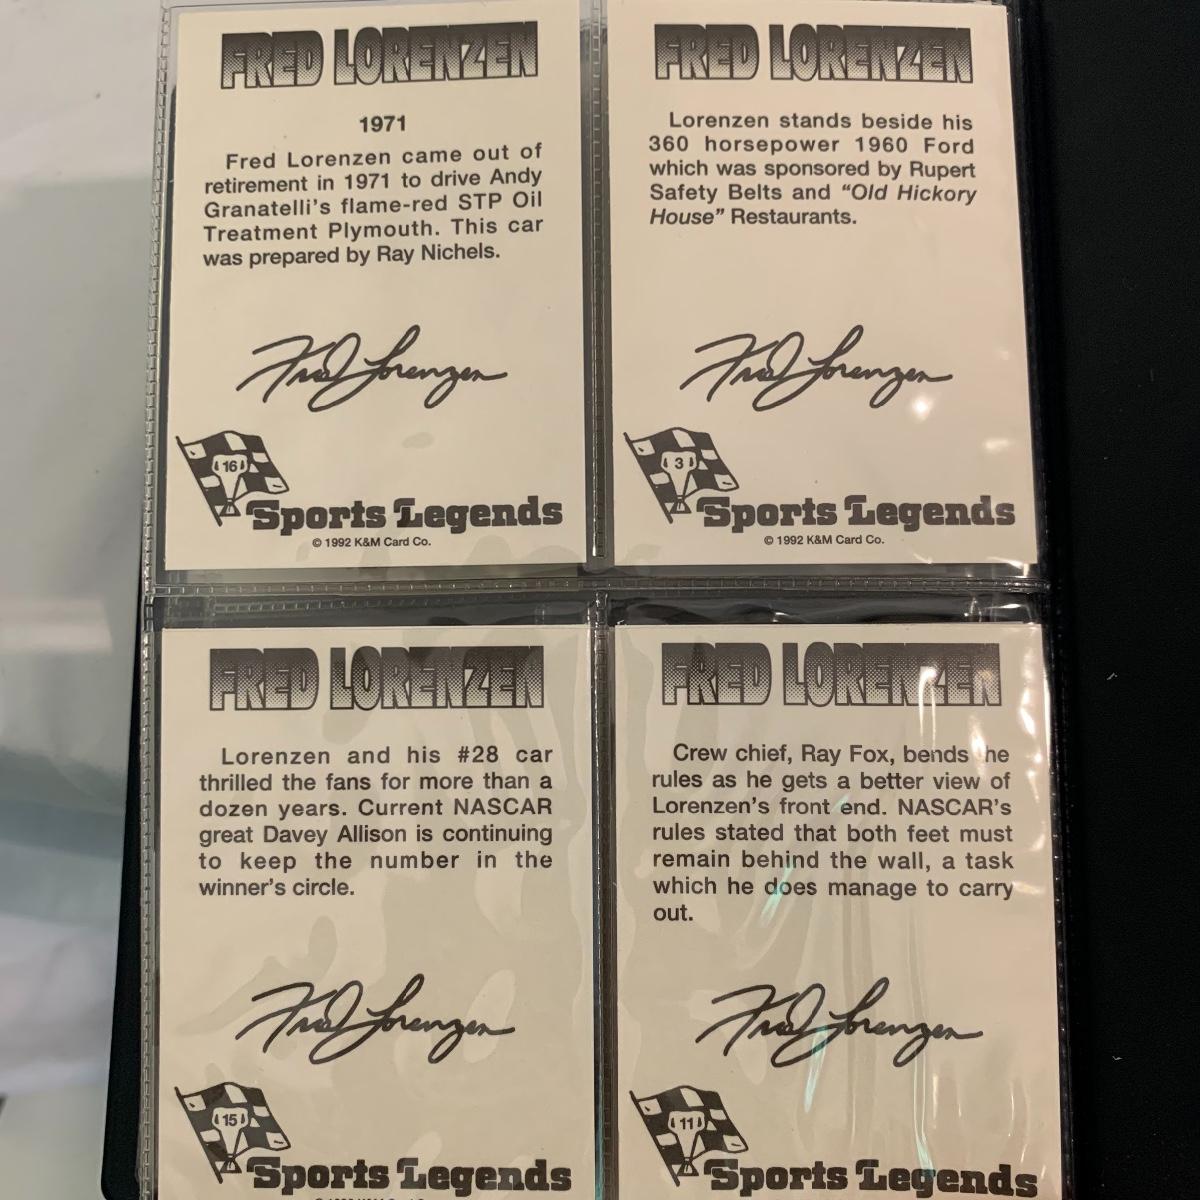 FRED LORENZEN
1971
Fred Lorenzen came out of
retirement in 1971 to drive Andy
Granatelli's flame-red STP Oil
Treatment Plymouth. This car
was prepared by Ray Nichels.
Fred Lorenzen
16
Sports Legends
© 1992 K&M Card Co.
FRED LORENZEN
Lorenzen stands beside his
360 horsepower 1960 Ford
which was sponsored by Rupert
Safety Belts and “Old Hickory
House” Restaurants.
Fred Lorenzen
3
Sports Legends
© 1992 K&M Card Co.
FRED LORENZEN
Lorenzen and his #28 car
thrilled the fans for more than a
dozen years. Current NASCAR
great Davey Allison is continuing
to keep the number in the
winner's circle.
Fred Lorenzen
15
Sports Legends
FRED LORENZEN
Crew chief, Ray Fox, bends the
rules as he gets a better view of
Lorenzen's front end. NASCAR's
rules stated that both feet must
remain behind the wall, a task
which he does manage to carry
out.
Fred Lorenzen
11
Sports Legends